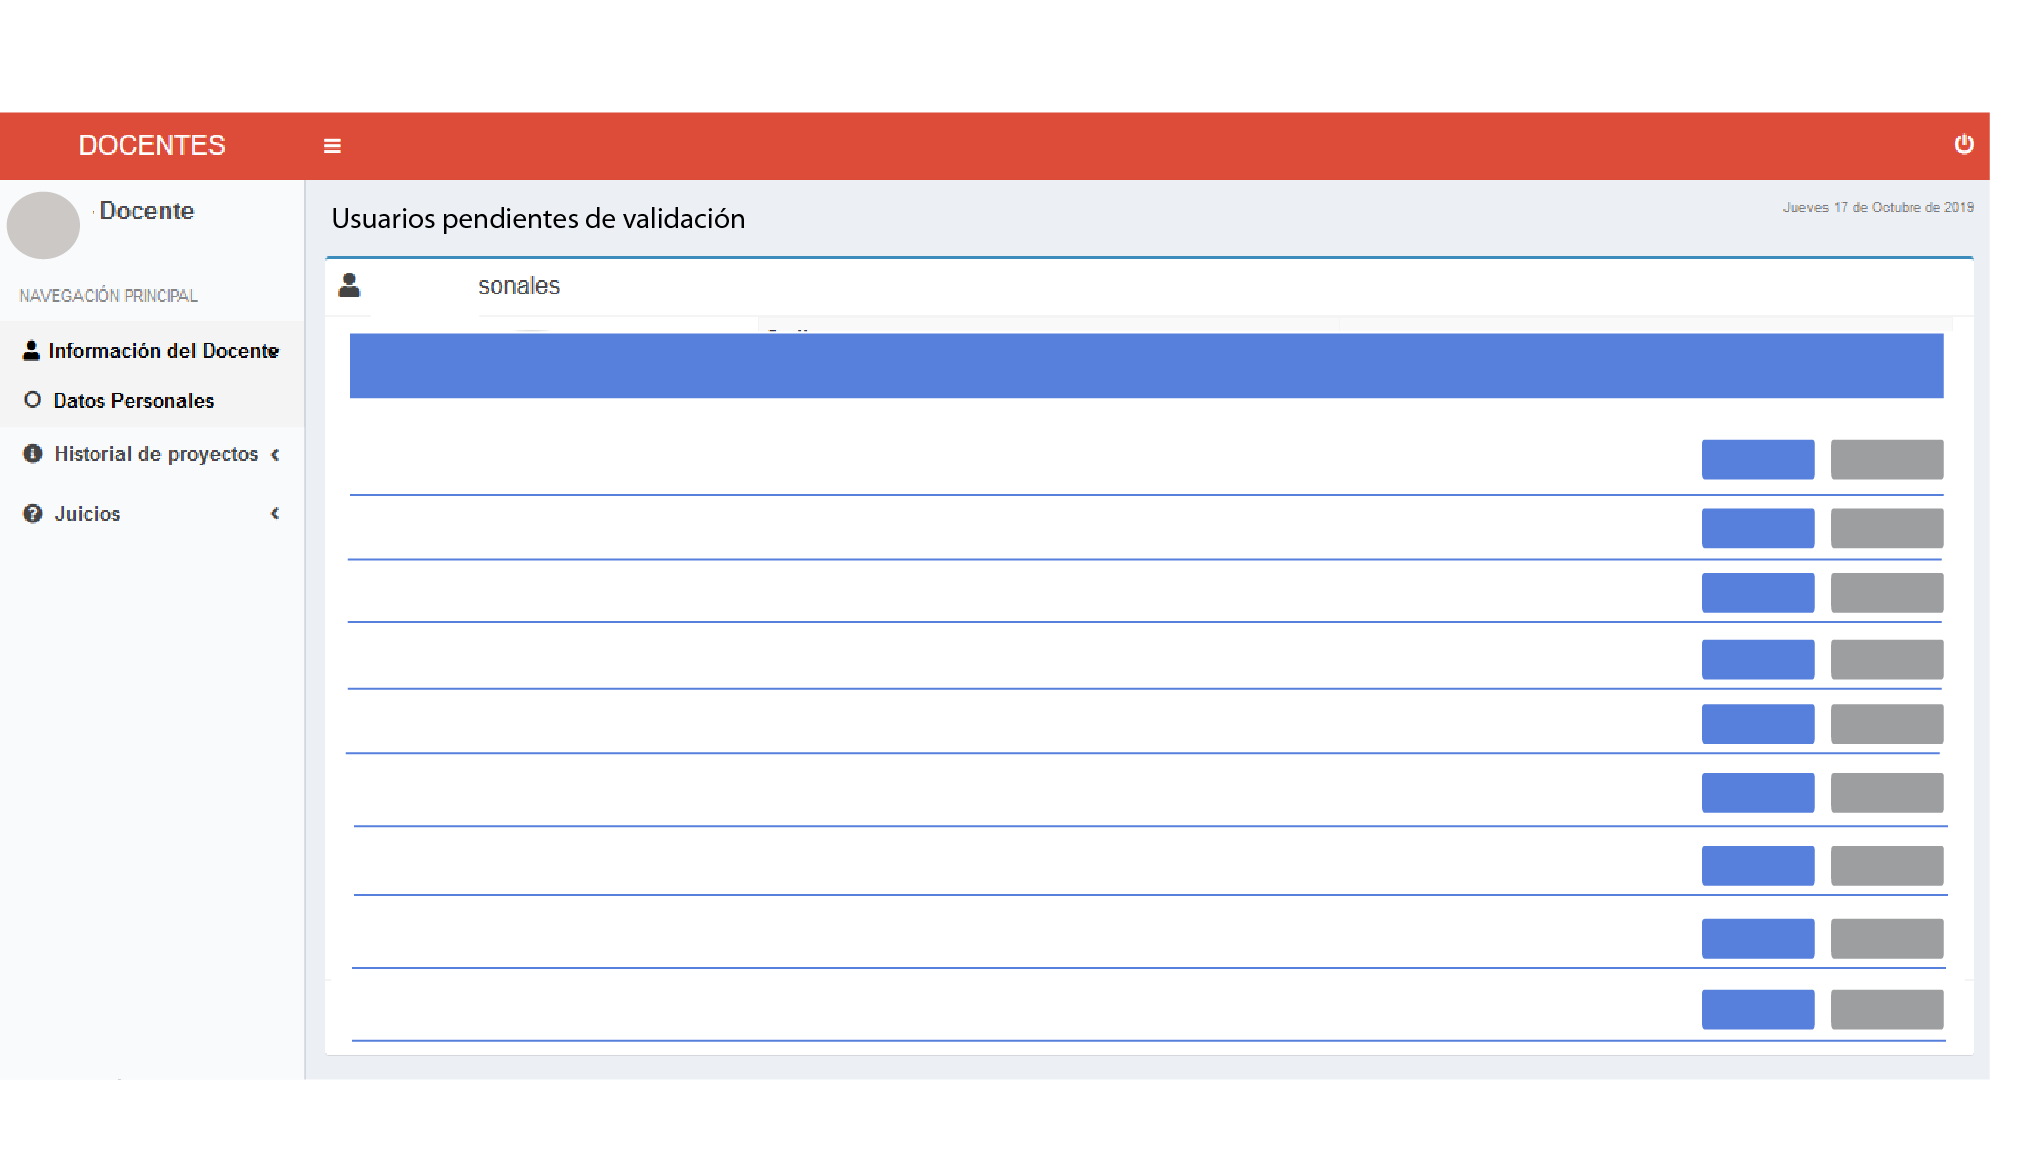 DOCENTES
Docente
Usuarios pendientes de validación
Jueves 17 de Octubre de 2019
sonales
NAVEGACIÓN PRINCIPAL
Información del Docente
Datos Personales
Historial de proyectos
Juicios